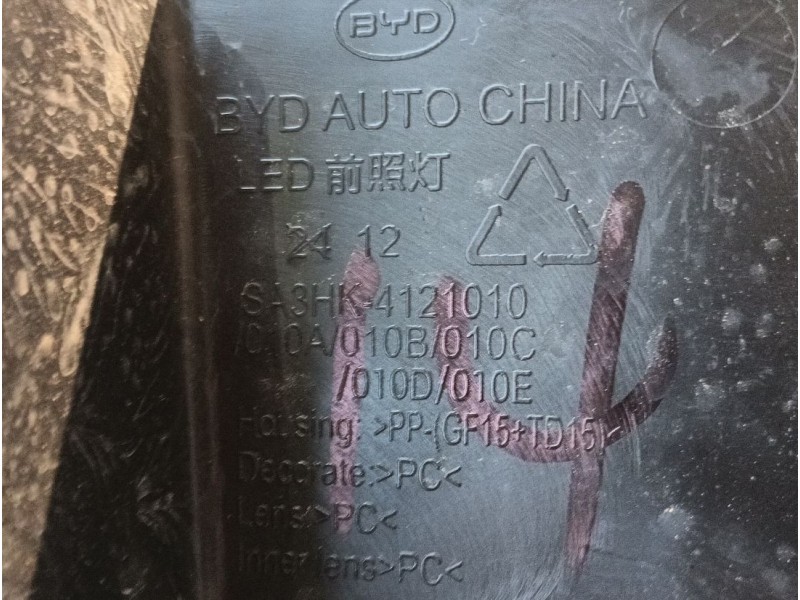 BYD
BYD AUTO CHINA
LED 前照灯
24 12
SA3HK-4121010
/010A/010B/010C
/010D/010E
Housing: >PP-(GF15+TD15)<
Decorate:>PC<
Lens:>PC<
Inner lens>PC<
14